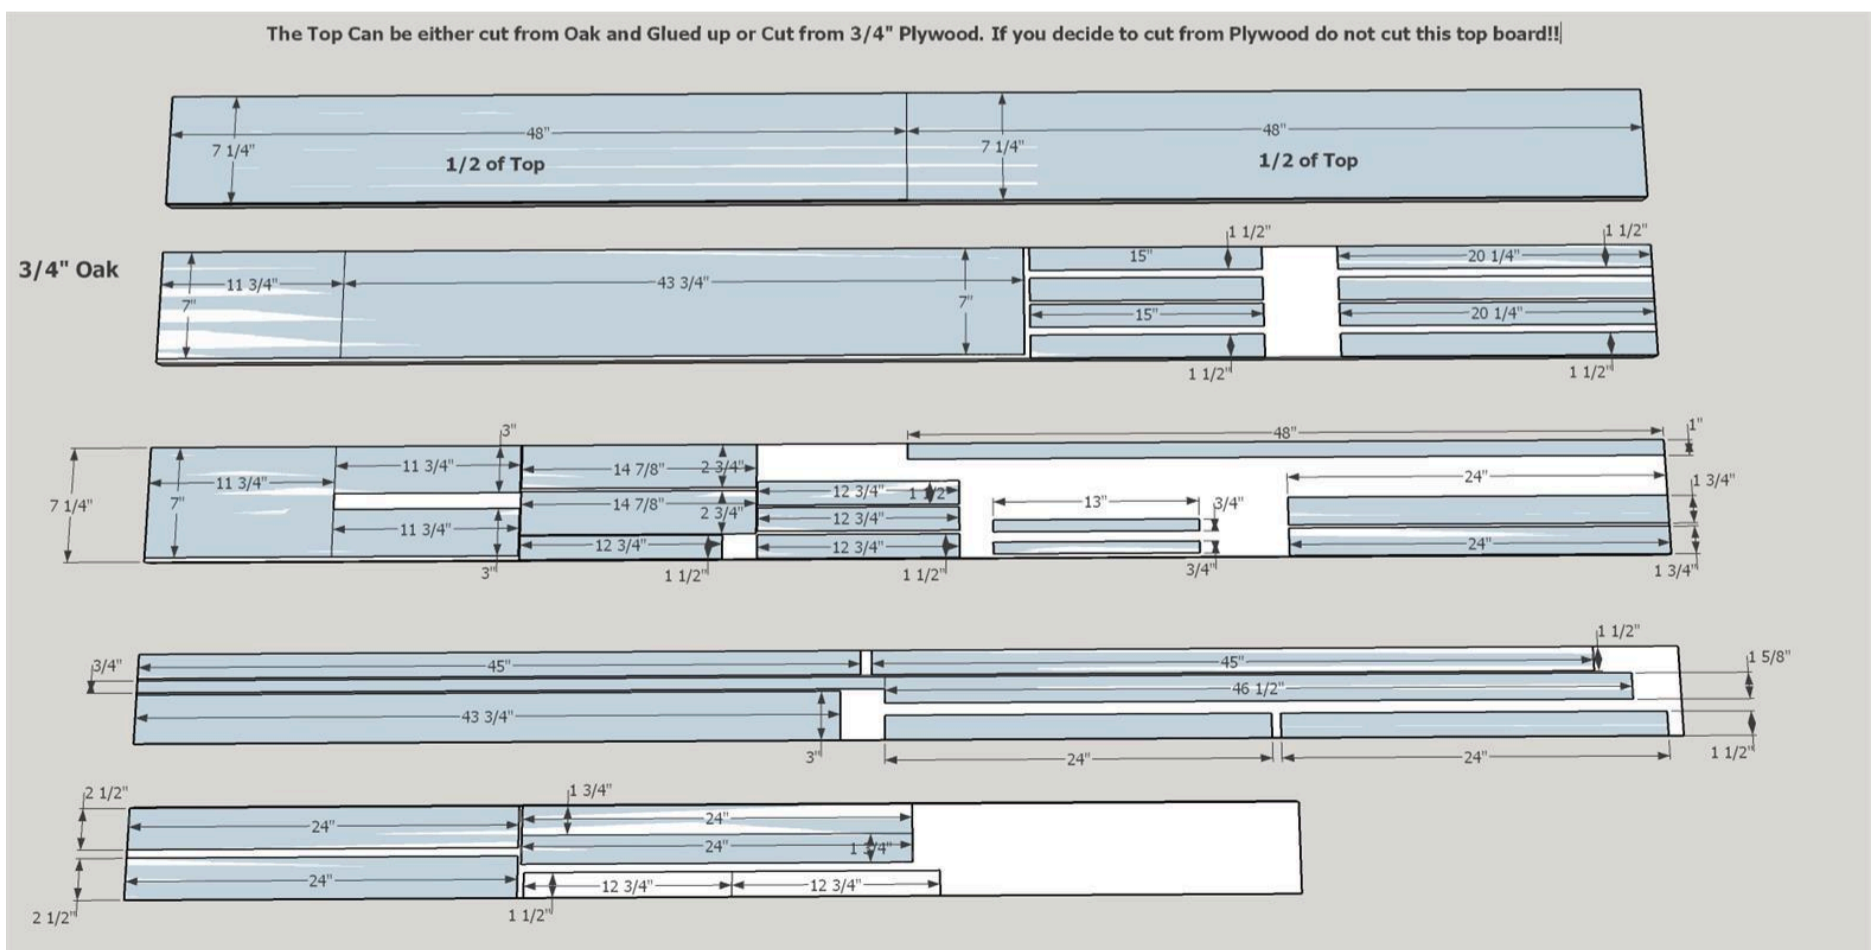 The Top Can be either cut from Oak and Glued up or Cut from 3/4" Plywood. If you decide to cut from Plywood do not cut this top board!!
48" 48"
7 1/4" 7 1/4"
1/2 of Top 1/2 of Top
1 1/2" 1 1/2"
15" 20 1/4"
3/4" Oak
11 3/4" 43 3/4"
7" 7"
15" 20 1/4"
1 1/2" 1 1/2"
3" 48" 1"
11 3/4" 14 7/8" 2 3/4" 24"
11 3/4" 1 3/4"
12 3/4" 1 1/2"
7 1/4" 7" 14 7/8" 2 3/4" 13" 3/4"
12 3/4"
11 3/4"
12 3/4" 12 3/4" 24"
3" 1 1/2" 1 1/2" 3/4" 1 3/4"
1 1/2"
3/4" 45" 45" 1 5/8"
46 1/2"
43 3/4"
3" 24" 24" 1 1/2"
2 1/2" 1 3/4"
24" 24"
24" 1 3/4"
24" 12 3/4" 12 3/4"
2 1/2" 1 1/2"